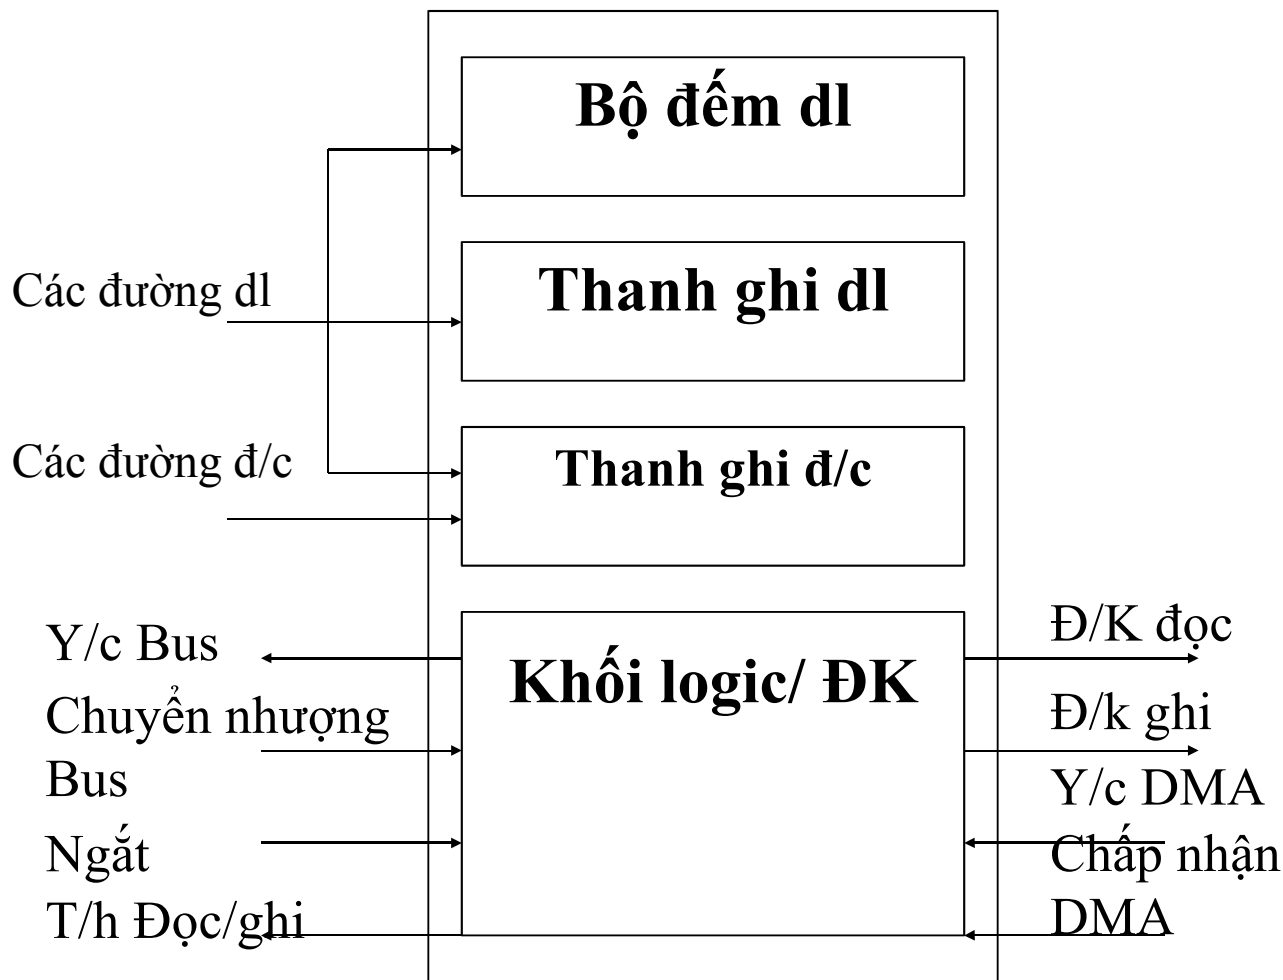 Bộ đếm dl
Các đường dl
Thanh ghi dl
Các đường đ/c
Thanh ghi đ/c
Y/c Bus
Chuyển nhượng
Bus
Ngắt
T/h Đọc/ghi
Khối logic/ ĐK
Đ/K đọc
Đ/k ghi
Y/c DMA
Chấp nhận
DMA